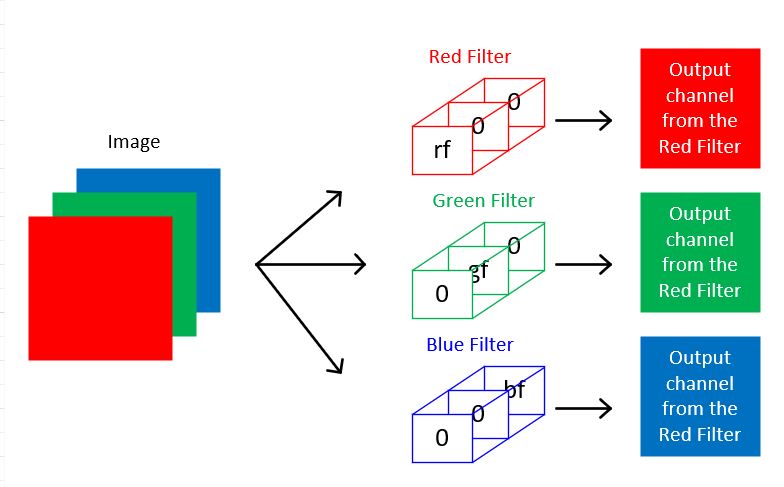 Image
Red Filter
0
0
rf
Output
channel
from the
Red Filter
Green Filter
0
gf
0
Output
channel
from the
Red Filter
Blue Filter
bf
0
0
Output
channel
from the
Red Filter